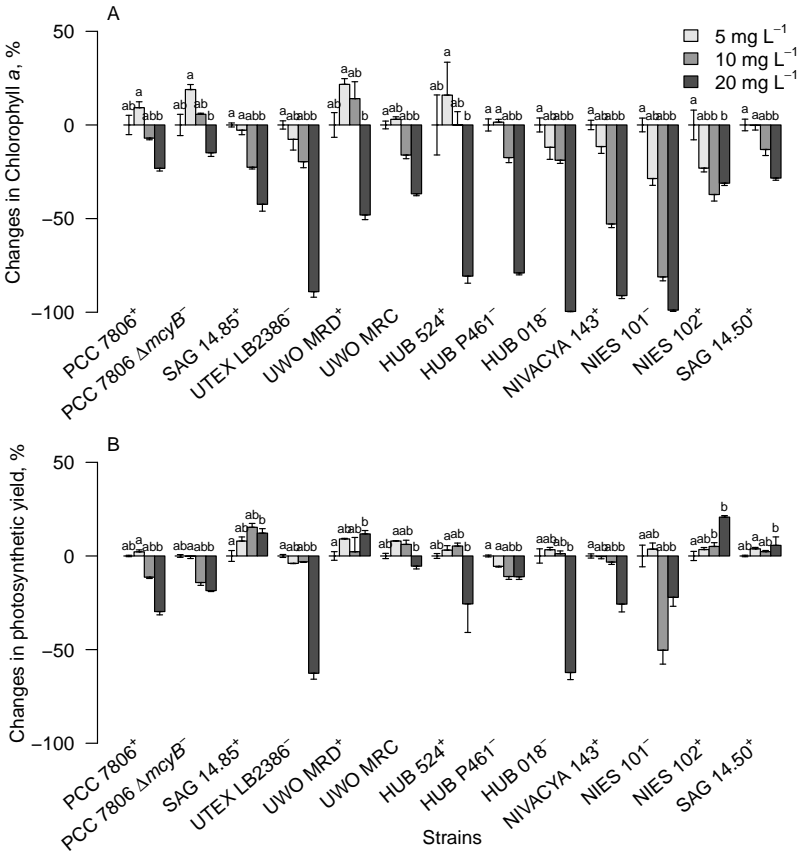 A
50
0
−50
−100
Changes in Chlorophyll a, %
5 mg L⁻¹
10 mg L⁻¹
20 mg L⁻¹
PCC 7806⁺
PCC 7806 ΔmcyB⁻
SAG 14.85⁺
UTEX LB2386⁻
UWO MRD⁺
UWO MRC
HUB 524⁺
HUB P461⁻
HUB 018⁻
NIVACYA 143⁺
NIES 101⁻
NIES 102⁺
SAG 14.50⁺
B
50
0
−50
−100
Changes in photosynthetic yield, %
PCC 7806⁺
PCC 7806 ΔmcyB⁻
SAG 14.85⁺
UTEX LB2386⁻
UWO MRD⁺
UWO MRC
HUB 524⁺
HUB P461⁻
HUB 018⁻
NIVACYA 143⁺
NIES 101⁻
NIES 102⁺
SAG 14.50⁺
Strains